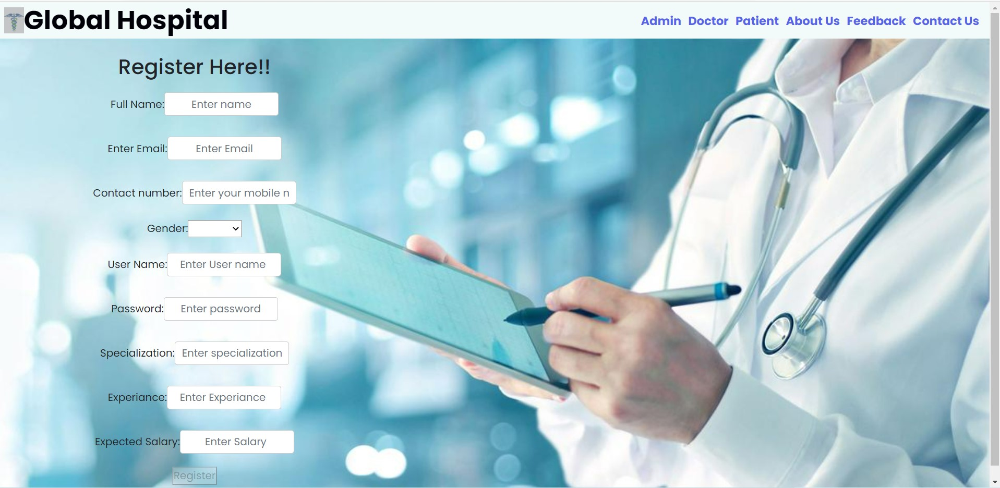 Global Hospital
Admin Doctor Patient About Us Feedback Contact Us
Register Here!!
Full Name: Enter name
Enter Email: Enter Email
Contact number: Enter your mobile n
Gender:
User Name: Enter User name
Password: Enter password
Specialization: Enter specialization
Experiance: Enter Experiance
Expected Salary: Enter Salary
Register